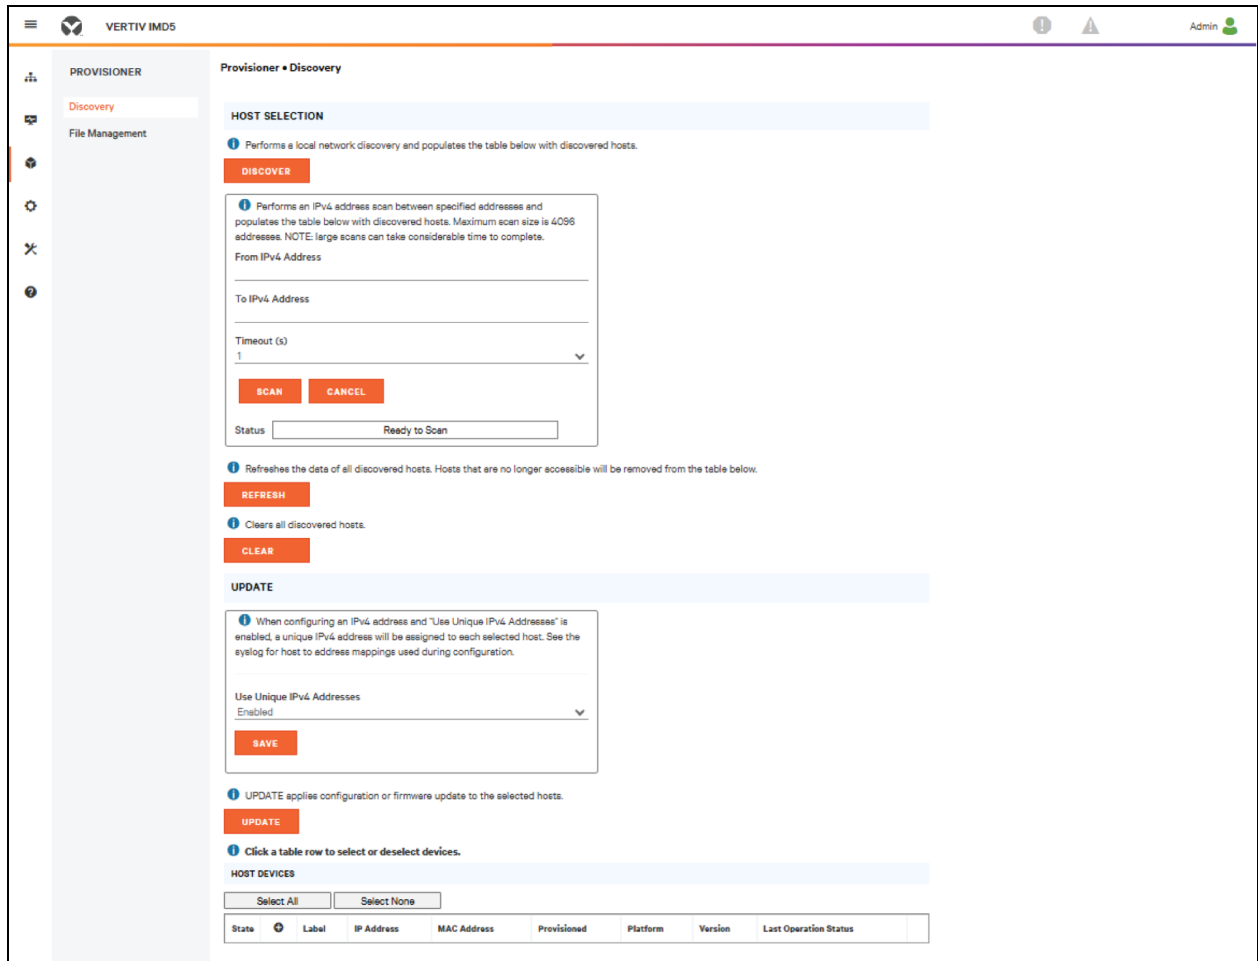 VERTIV IMD5
Admin
PROVISIONER
Discovery
File Management
Provisioner • Discovery
HOST SELECTION
Performs a local network discovery and populates the table below with discovered hosts.
DISCOVER
Performs an IPv4 address scan between specified addresses and
populates the table below with discovered hosts. Maximum scan size is 4096
addresses. NOTE: large scans can take considerable time to complete.
From IPv4 Address
To IPv4 Address
Timeout (s)
1
SCAN CANCEL
Status Ready to Scan
Refreshes the data of all discovered hosts. Hosts that are no longer accessible will be removed from the table below.
REFRESH
Clears all discovered hosts.
CLEAR
UPDATE
When configuring an IPv4 address and "Use Unique IPv4 Addresses" is
enabled, a unique IPv4 address will be assigned to each selected host. See the
syslog for host to address mappings used during configuration.
Use Unique IPv4 Addresses
Enabled
SAVE
UPDATE applies configuration or firmware update to the selected hosts.
UPDATE
Click a table row to select or deselect devices.
HOST DEVICES
Select All Select None
State Label IP Address MAC Address Provisioned Platform Version Last Operation Status